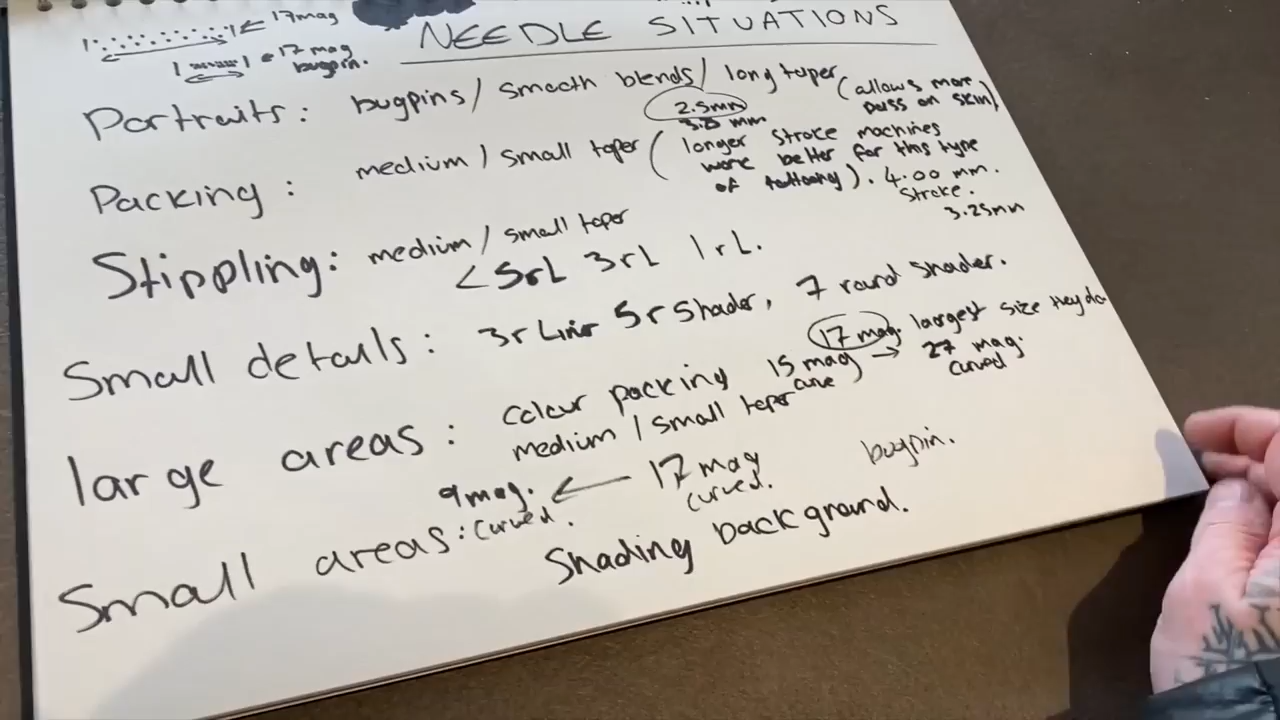 17mag
NEEDLE SITUATIONS
17 mag
bugpin.
Portraits: bugpins / smooth blends / long taper (allows more
pass on skin)
2.5mm
3.0 mm
Packing: medium / small taper (longer stroke machines
work better for this type
of tattooing). 4.00 mm.
Stroke.
3.25mm
Stippling: medium / small taper
< 5rL 3rL 1rL.
Small details: 3r Liner 5r Shader, 7 round shader.
17 mag. largest size they do
large areas: colour packing 15 mag → 27 mag.
curve
curved
medium / small taper
17 mag
curved.
bugpin.
Small areas: 9mag.
curved.
Shading background.